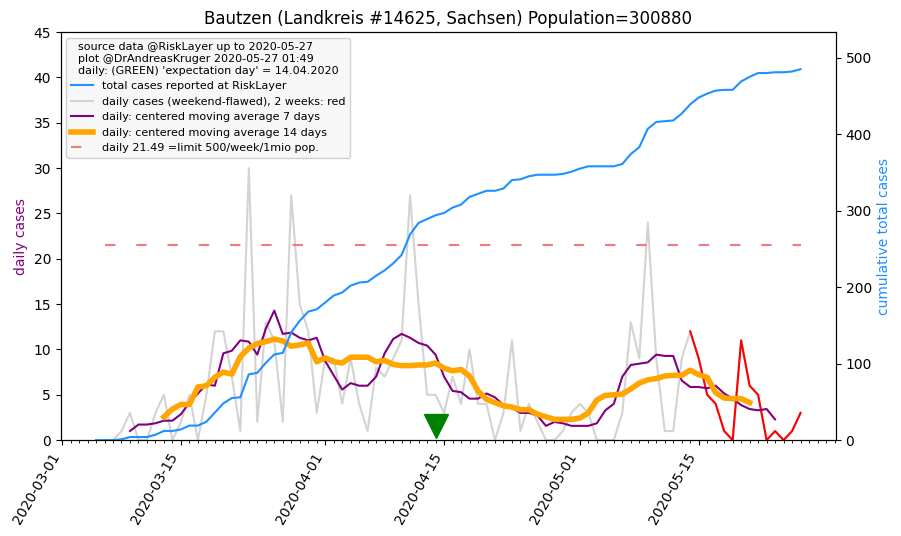 Bautzen (Landkreis #14625, Sachsen) Population=300880
source data @RiskLayer up to 2020-05-27
plot @DrAndreasKruger 2020-05-27 01:49
daily: (GREEN) 'expectation day' = 14.04.2020
total cases reported at RiskLayer
daily cases (weekend-flawed), 2 weeks: red
daily: centered moving average 7 days
daily: centered moving average 14 days
daily 21.49 =limit 500/week/1mio pop.
daily cases
45
40
35
30
25
20
15
10
5
0
500
400
300
200
100
0
cumulative total cases
2020-03-01
2020-03-15
2020-04-01
2020-04-15
2020-05-01
2020-05-15